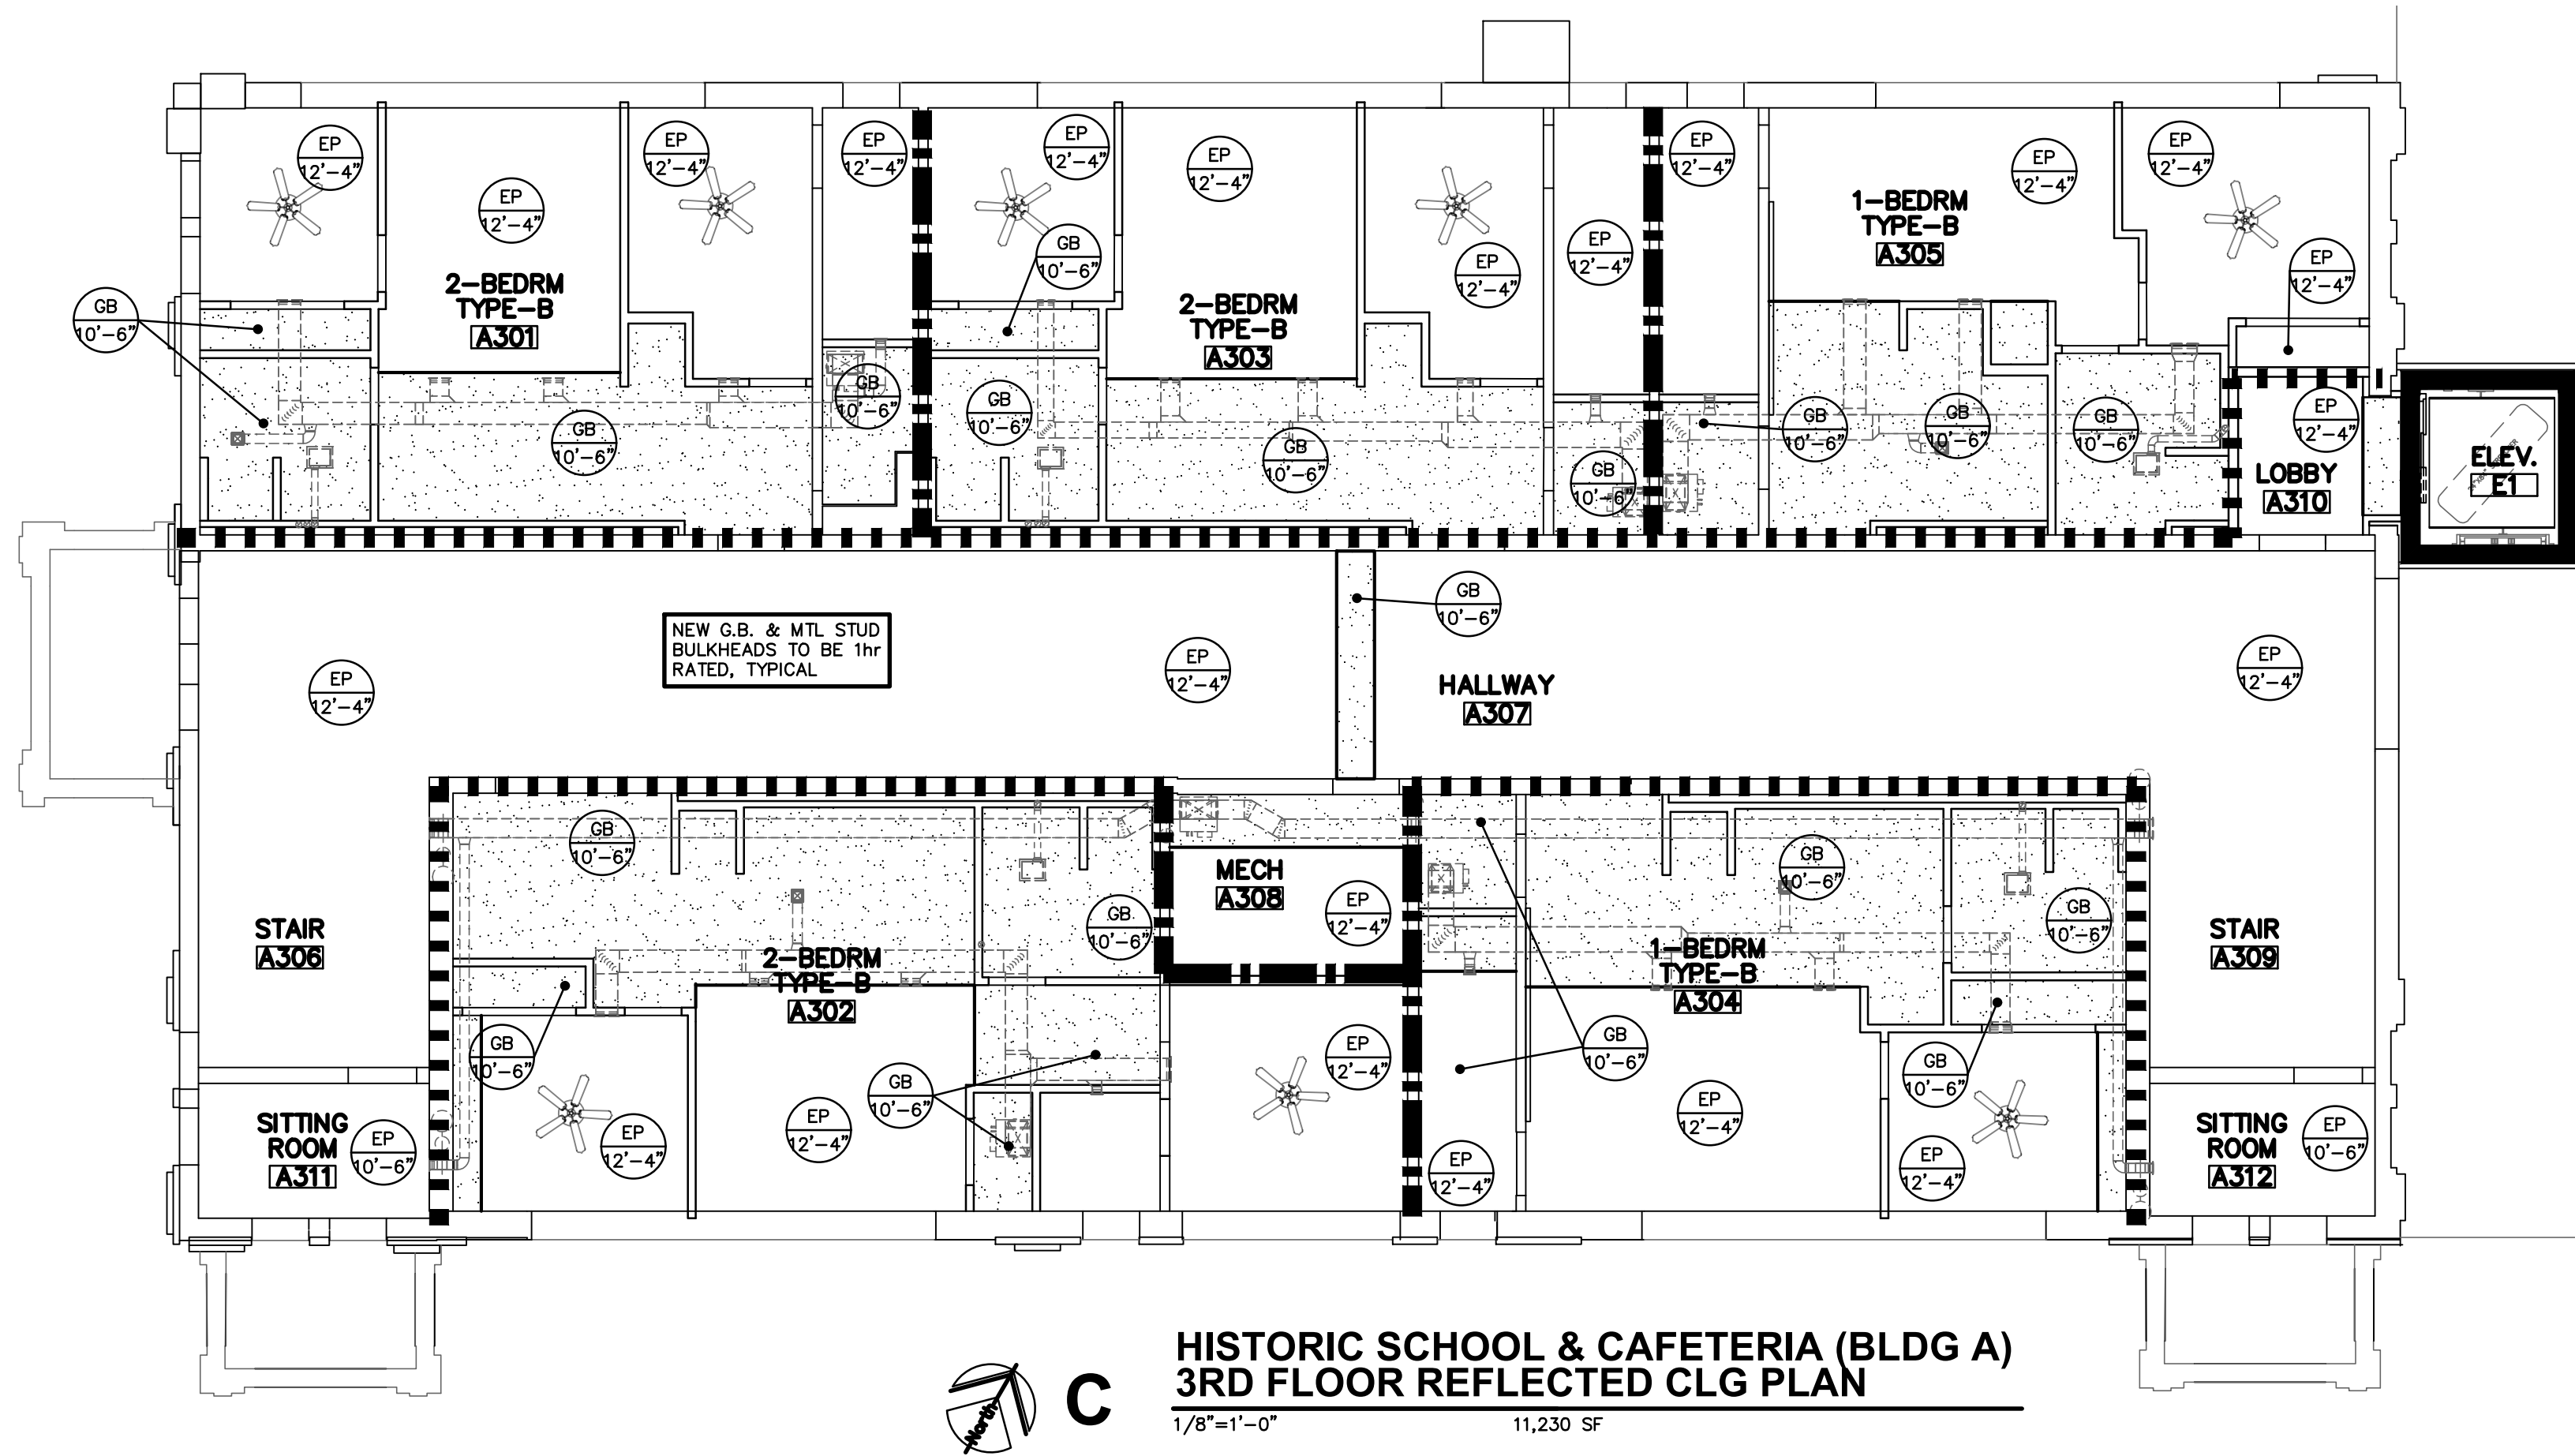 EP
12'-4"
EP
12'-4"
EP
12'-4"
EP
12'-4"
EP
12'-4"
EP
12'-4"
EP
12'-4"
EP
12'-4"
EP
12'-4"
EP
12'-4"
EP
12'-4"
EP
12'-4"
GB
10'-6"
GB
10'-6"
2-BEDRM
TYPE-B
A301
2-BEDRM
TYPE-B
A303
1-BEDRM
TYPE-B
A305
EP
12'-4"
GB
10'-6"
GB
10'-6"
GB
10'-6"
GB
10'-6"
GB
10'-6"
GB
10'-6"
GB
10'-6"
GB
10'-6"
EP
12'-4"
LOBBY
A310
ELEV.
E1
GB
10'-6"
NEW G.B. & MTL STUD
BULKHEADS TO BE 1hr
RATED, TYPICAL
EP
12'-4"
EP
12'-4"
GB
10'-6"
HALLWAY
A307
EP
12'-4"
GB
10'-6"
GB
10'-6"
MECH
A308
EP
12'-4"
GB
10'-6"
GB
10'-6"
STAIR
A306
2-BEDRM
TYPE-B
A302
1-BEDRM
TYPE-B
A304
STAIR
A309
GB
10'-6"
GB
10'-6"
EP
12'-4"
GB
10'-6"
GB
10'-6"
SITTING
ROOM
A311
EP
10'-6"
EP
12'-4"
EP
12'-4"
EP
12'-4"
EP
12'-4"
EP
12'-4"
SITTING
ROOM
A312
EP
10'-6"
North
C
HISTORIC SCHOOL & CAFETERIA (BLDG A)
3RD FLOOR REFLECTED CLG PLAN
1/8"=1'-0"
11,230 SF